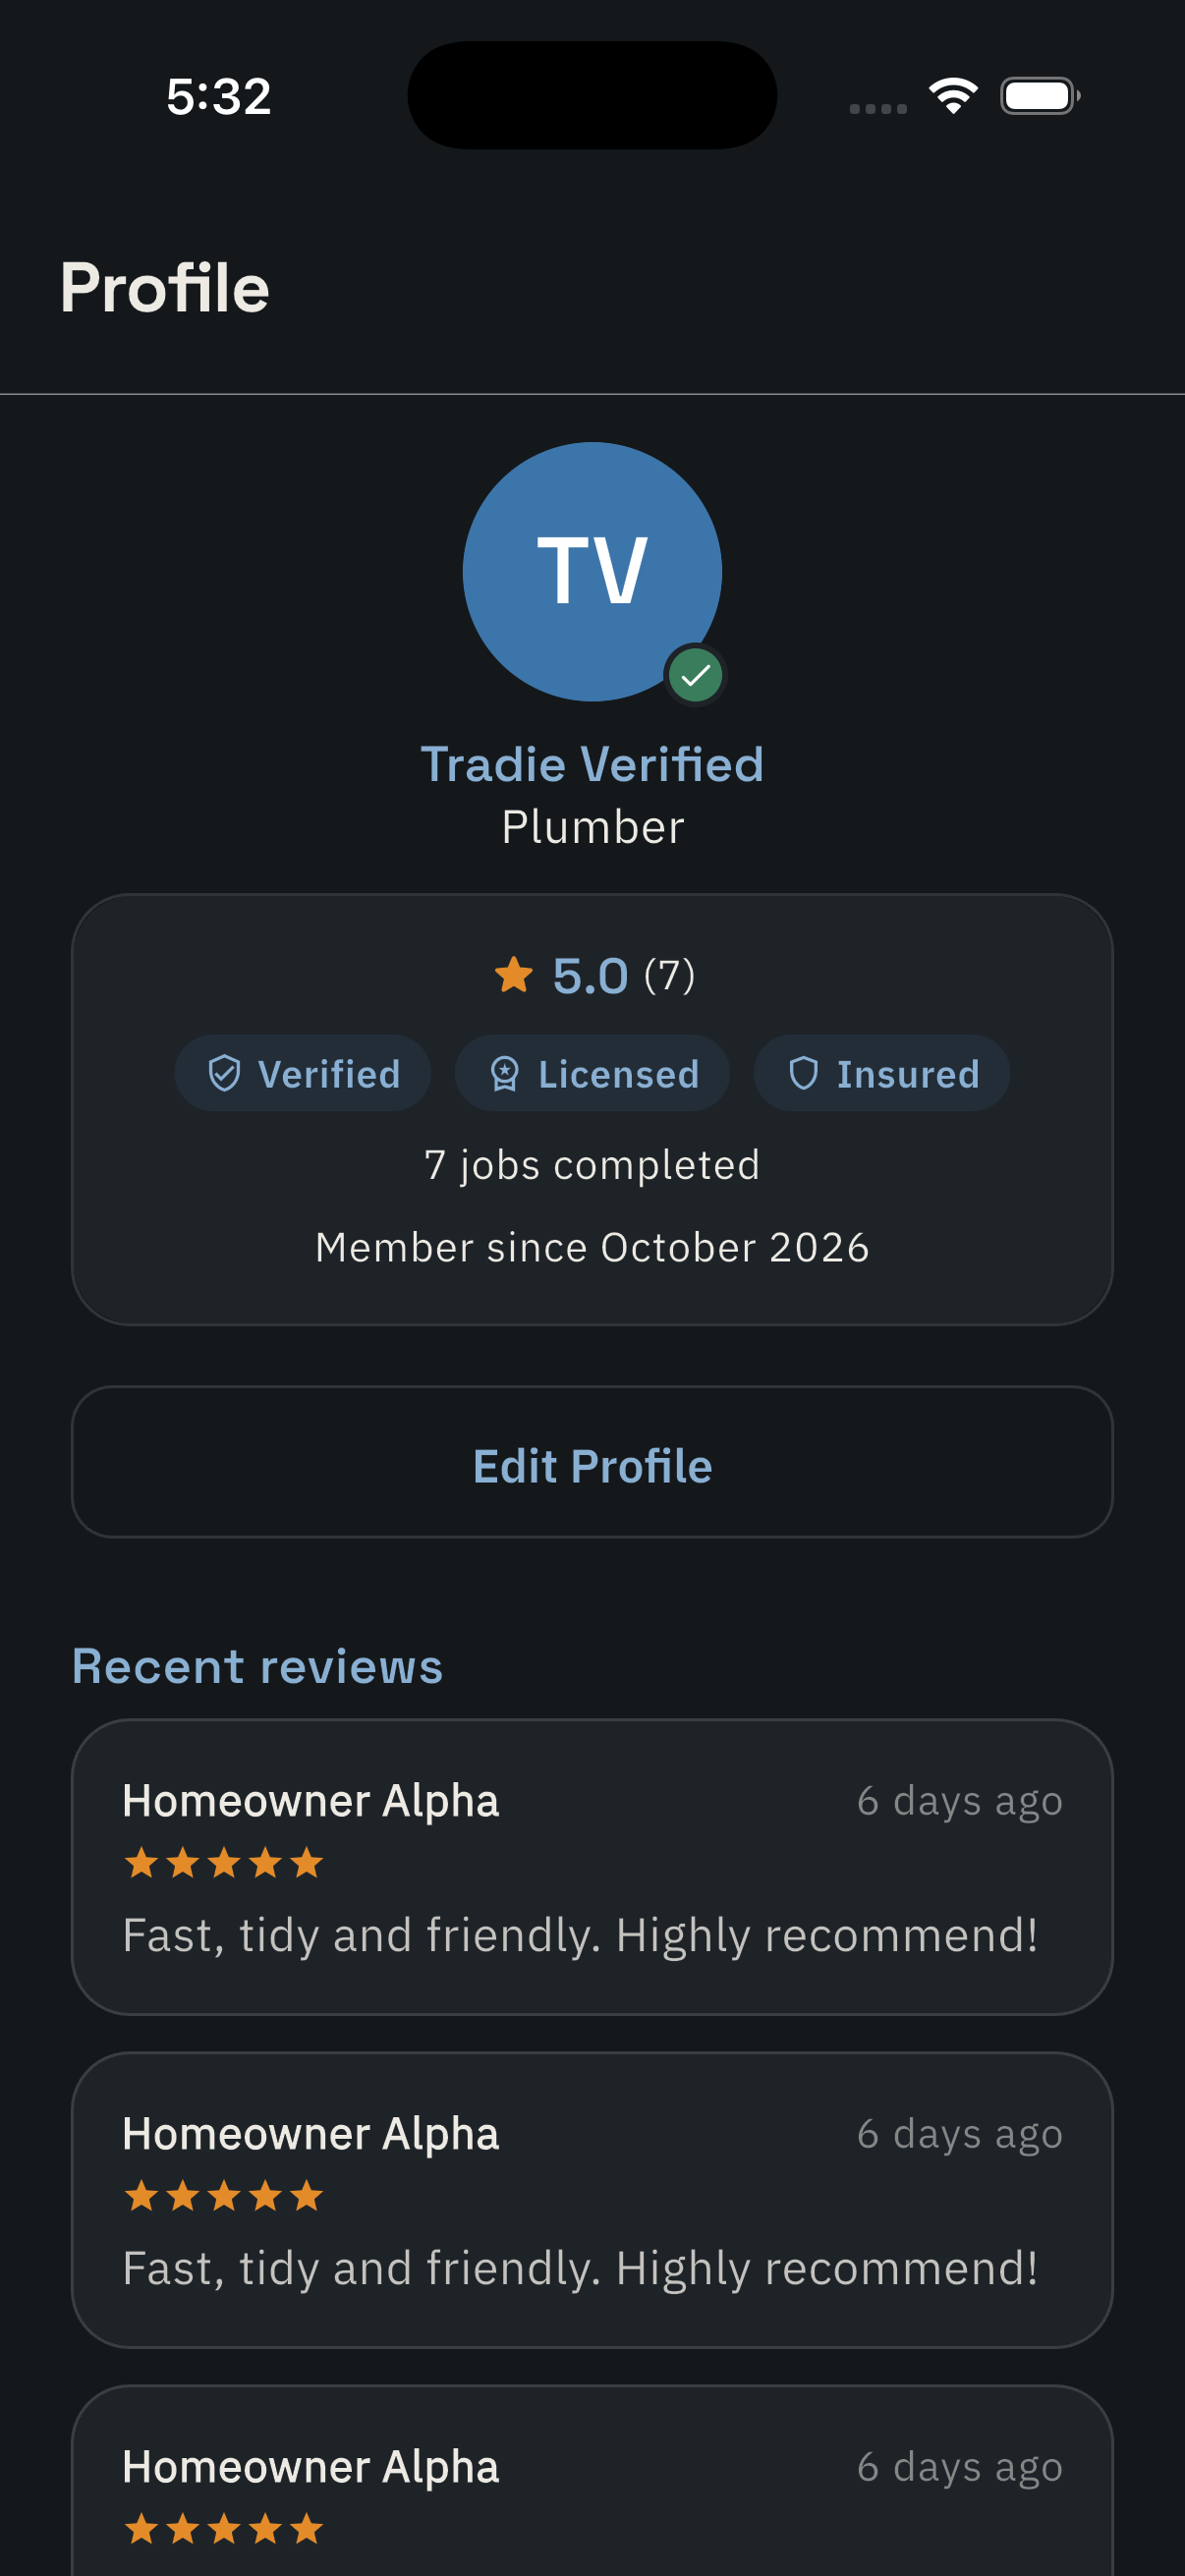 5:32
Profile
TV
Tradie Verified
Plumber
5.0 (7)
Verified Licensed Insured
7 jobs completed
Member since October 2026
Edit Profile
Recent reviews
Homeowner Alpha 6 days ago
Fast, tidy and friendly. Highly recommend!
Homeowner Alpha 6 days ago
Fast, tidy and friendly. Highly recommend!
Homeowner Alpha 6 days ago